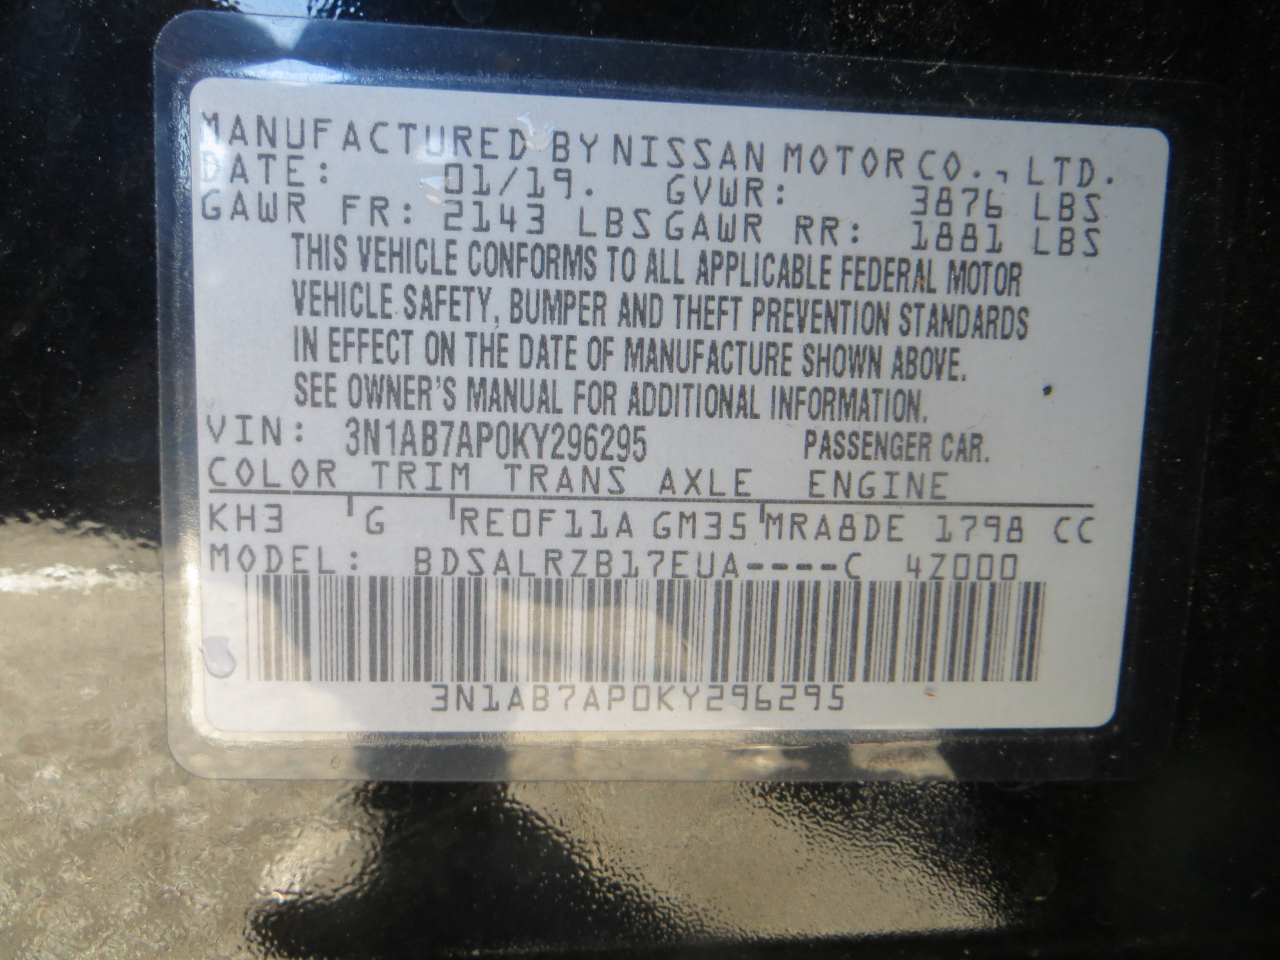 MANUFACTURED BY NISSAN MOTOR CO., LTD.
DATE: 01/19. GVWR: 3876 LBS
GAWR FR: 2143 LBS GAWR RR: 1881 LBS
THIS VEHICLE CONFORMS TO ALL APPLICABLE FEDERAL MOTOR
VEHICLE SAFETY, BUMPER AND THEFT PREVENTION STANDARDS
IN EFFECT ON THE DATE OF MANUFACTURE SHOWN ABOVE.
SEE OWNER'S MANUAL FOR ADDITIONAL INFORMATION.
VIN: 3N1AB7AP0KY296295 PASSENGER CAR.
COLOR TRIM TRANS AXLE ENGINE
KH3 G RE0F11A GM35 MRA8DE 1798 CC
MODEL: BDSALRZB17EUA----C 4Z000
3N1AB7AP0KY296295